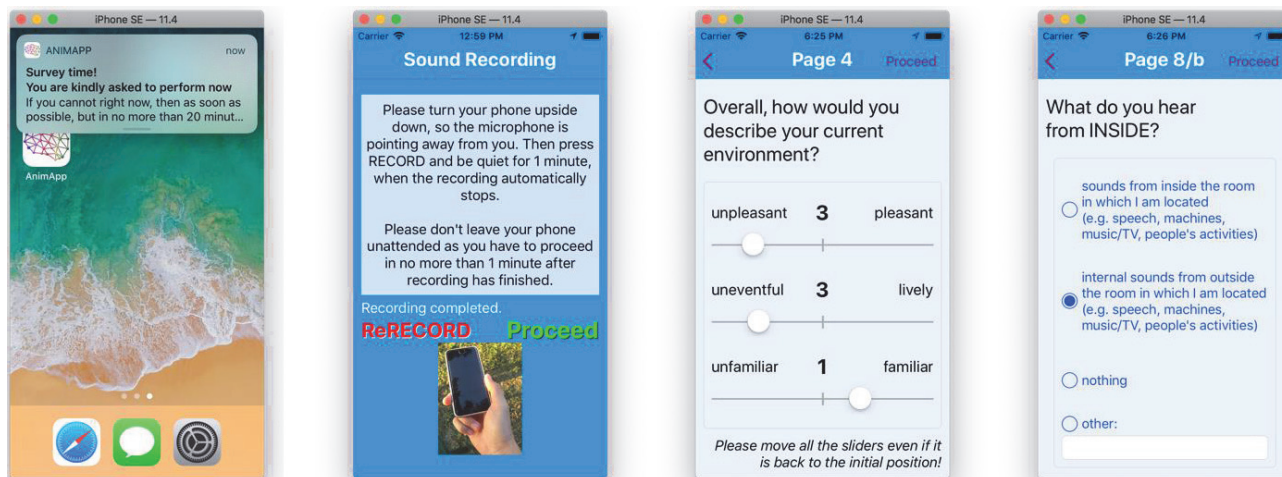 iPhone SE — 11.4
ANIMAPP
now
Survey time!
You are kindly asked to perform now
If you cannot right now, then as soon as
possible, but in no more than 20 minut...
AnimApp
iPhone SE — 11.4
Carrier
12:59 PM
Sound Recording
Please turn your phone upside
down, so the microphone is
pointing away from you. Then press
RECORD and be quiet for 1 minute,
when the recording automatically
stops.
Please don't leave your phone
unattended as you have to proceed
in no more than 1 minute after
recording has finished.
Recording completed.
ReRECORD
Proceed
iPhone SE — 11.4
Carrier
6:25 PM
Page 4
Proceed
Overall, how would you
describe your current
environment?
unpleasant 3 pleasant
uneventful 3 lively
unfamiliar 1 familiar
Please move all the sliders even if it
is back to the initial position!
iPhone SE — 11.4
Carrier
6:26 PM
Page 8/b
Proceed
What do you hear
from INSIDE?
sounds from inside the room
in which I am located
(e.g. speech, machines,
music/TV, people's activities)
internal sounds from outside
the room in which I am located
(e.g. speech, machines,
music/TV, people's activities)
nothing
other: